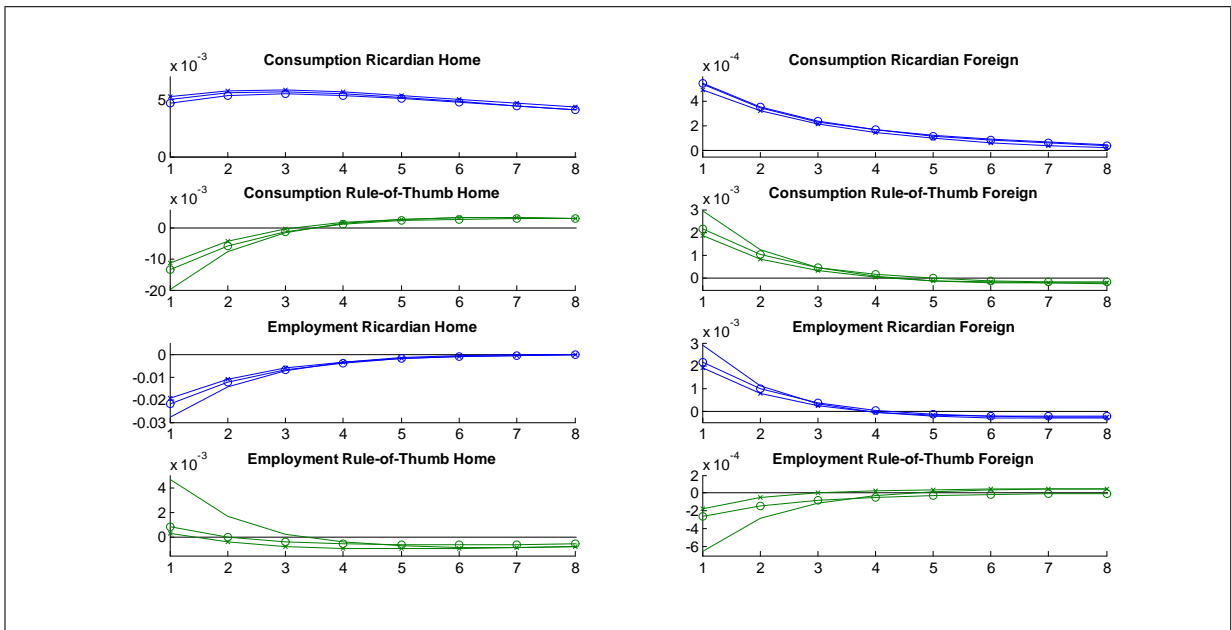 Consumption Ricardian Home
x 10^-3
5
0
1 2 3 4 5 6 7 8
Consumption Rule-of-Thumb Home
x 10^-3
0
-10
-20
1 2 3 4 5 6 7 8
Employment Ricardian Home
0
-0.01
-0.02
-0.03
1 2 3 4 5 6 7 8
Employment Rule-of-Thumb Home
x 10^-3
4
2
0
1 2 3 4 5 6 7 8
Consumption Ricardian Foreign
x 10^-4
4
2
0
1 2 3 4 5 6 7 8
Consumption Rule-of-Thumb Foreign
x 10^-3
3
2
1
0
1 2 3 4 5 6 7 8
Employment Ricardian Foreign
x 10^-3
3
2
1
0
1 2 3 4 5 6 7 8
Employment Rule-of-Thumb Foreign
x 10^-4
2
0
-2
-4
-6
1 2 3 4 5 6 7 8